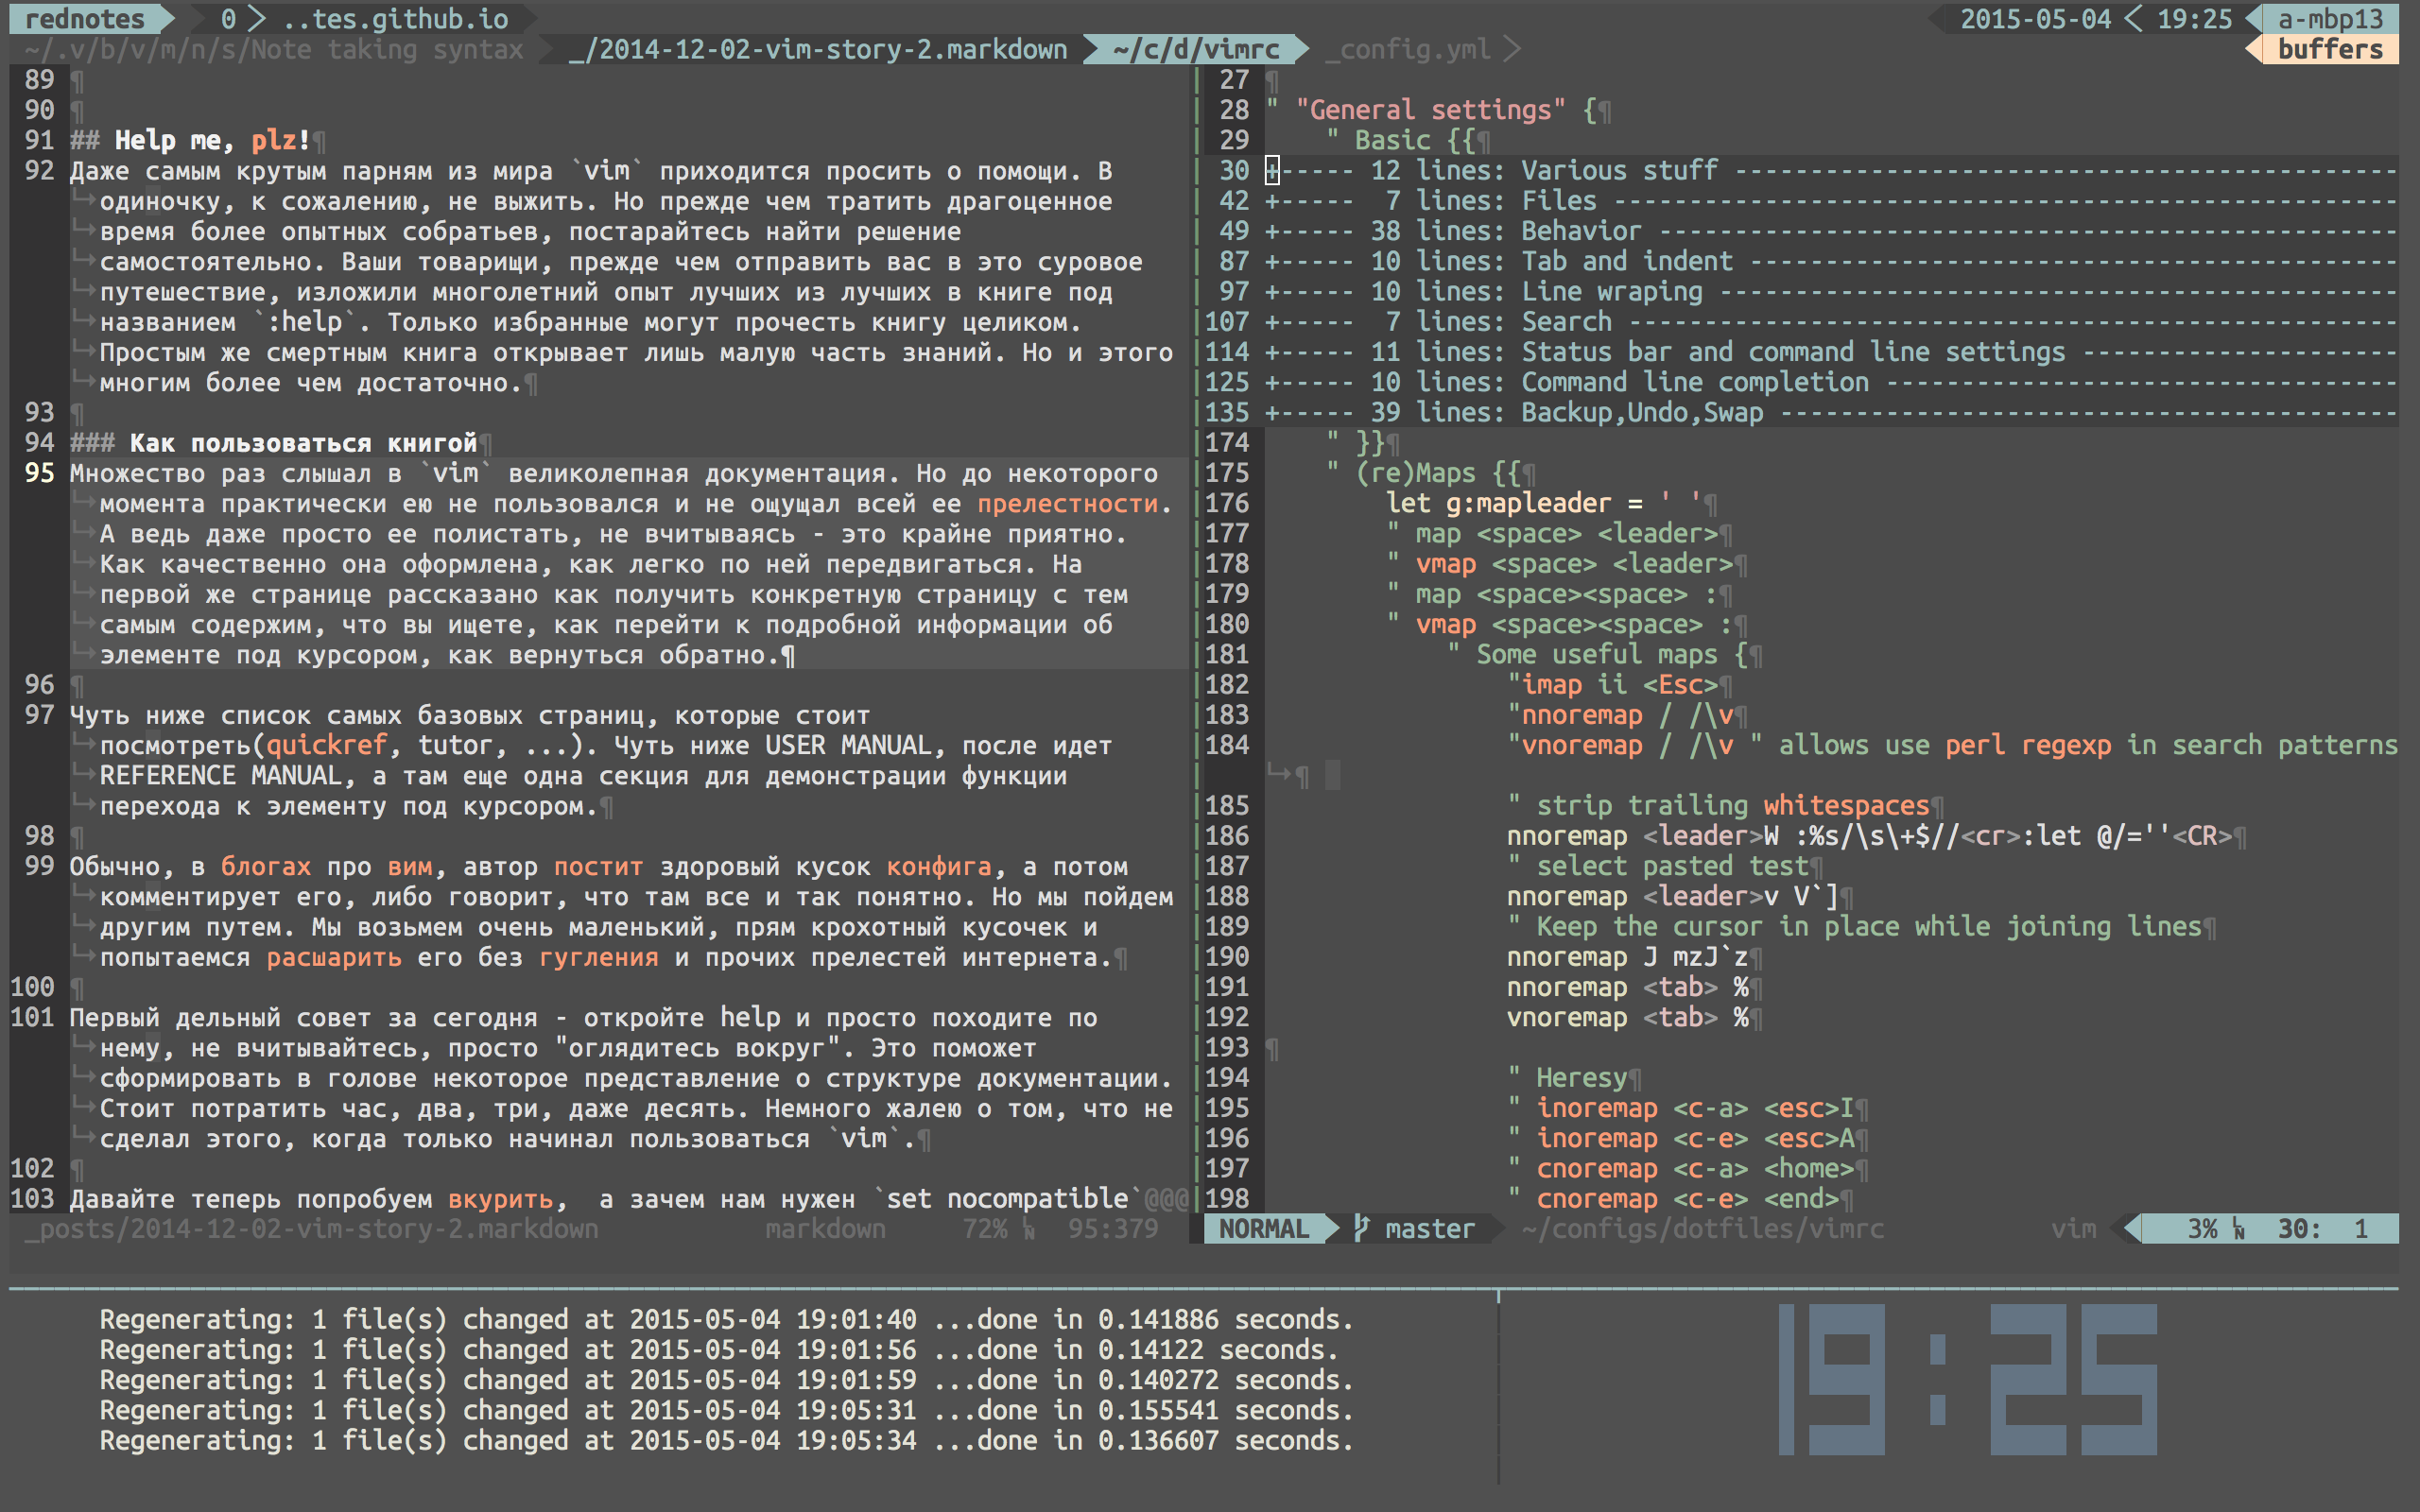 rednotes 0 ..tes.github.io 2015-05-04 19:25 a-mbp13
~/.v/b/v/m/n/s/Note taking syntax _/2014-12-02-vim-story-2.markdown ~/c/d/vimrc _config.yml buffers
89 ¶
90 ¶
91 ## Help me, plz!¶
92 Даже самым крутым парням из мира `vim` приходится просить о помощи. В
одиночку, к сожалению, не выжить. Но прежде чем тратить драгоценное
время более опытных собратьев, постарайтесь найти решение
самостоятельно. Ваши товарищи, прежде чем отправить вас в это суровое
путешествие, изложили многолетний опыт лучших из лучших в книге под
названием `:help`. Только избранные могут прочесть книгу целиком.
Простым же смертным книга открывает лишь малую часть знаний. Но и этого
многим более чем достаточно.¶
93 ¶
94 ### Как пользоваться книгой¶
95 Множество раз слышал в `vim` великолепная документация. Но до некоторого
момента практически ею не пользовался и не ощущал всей ее прелестности.
А ведь даже просто ее полистать, не вчитываясь - это крайне приятно.
Как качественно она оформлена, как легко по ней передвигаться. На
первой же странице рассказано как получить конкретную страницу с тем
самым содержим, что вы ищете, как перейти к подробной информации об
элементе под курсором, как вернуться обратно.¶
96 ¶
97 Чуть ниже список самых базовых страниц, которые стоит
посмотреть(quickref, tutor, ...). Чуть ниже USER MANUAL, после идет
REFERENCE MANUAL, а там еще одна секция для демонстрации функции
перехода к элементу под курсором.¶
98 ¶
99 Обычно, в блогах про вим, автор постит здоровый кусок конфига, а потом
комментирует его, либо говорит, что там все и так понятно. Но мы пойдем
другим путем. Мы возьмем очень маленький, прям крохотный кусочек и
попытаемся расшарить его без гугления и прочих прелестей интернета.¶
100 ¶
101 Первый дельный совет за сегодня - откройте help и просто походите по
нему, не вчитывайтесь, просто "оглядитесь вокруг". Это поможет
сформировать в голове некоторое представление о структуре документации.
Стоит потратить час, два, три, даже десять. Немного жалею о том, что не
сделал этого, когда только начинал пользоваться `vim`.¶
102 ¶
103 Давайте теперь попробуем вкурить,  а зачем нам нужен `set nocompatible`@@@
_posts/2014-12-02-vim-story-2.markdown markdown 72% 95:379
27 ¶
28 " "General settings" {¶
29 " Basic {{¶
30 +----- 12 lines: Various stuff --------------------------------------------
42 +-----  7 lines: Files ----------------------------------------------------
49 +----- 38 lines: Behavior -------------------------------------------------
87 +----- 10 lines: Tab and indent -------------------------------------------
97 +----- 10 lines: Line wraping ---------------------------------------------
107 +-----  7 lines: Search ---------------------------------------------------
114 +----- 11 lines: Status bar and command line settings ---------------------
125 +----- 10 lines: Command line completion ----------------------------------
135 +----- 39 lines: Backup,Undo,Swap -----------------------------------------
174 " }}¶
175 " (re)Maps {{¶
176 let g:mapleader = ' '¶
177 " map <space> <leader>¶
178 " vmap <space> <leader>¶
179 " map <space><space> :¶
180 " vmap <space><space> :¶
181 " Some useful maps {¶
182 "imap ii <Esc>¶
183 "nnoremap / /\v¶
184 "vnoremap / /\v " allows use perl regexp in search patterns
¶
185 " strip trailing whitespaces¶
186 nnoremap <leader>W :%s/\s\+$//<cr>:let @/=''<CR>¶
187 " select pasted test¶
188 nnoremap <leader>v V`]¶
189 " Keep the cursor in place while joining lines¶
190 nnoremap J mzJ`z¶
191 nnoremap <tab> %¶
192 vnoremap <tab> %¶
193 ¶
194 " Heresy¶
195 " inoremap <c-a> <esc>I¶
196 " inoremap <c-e> <esc>A¶
197 " cnoremap <c-a> <home>¶
198 " cnoremap <c-e> <end>¶
NORMAL master ~/configs/dotfiles/vimrc vim 3% 30: 1
Regenerating: 1 file(s) changed at 2015-05-04 19:01:40 ...done in 0.141886 seconds.
Regenerating: 1 file(s) changed at 2015-05-04 19:01:56 ...done in 0.14122 seconds.
Regenerating: 1 file(s) changed at 2015-05-04 19:01:59 ...done in 0.140272 seconds.
Regenerating: 1 file(s) changed at 2015-05-04 19:05:31 ...done in 0.155541 seconds.
Regenerating: 1 file(s) changed at 2015-05-04 19:05:34 ...done in 0.136607 seconds.
19:25